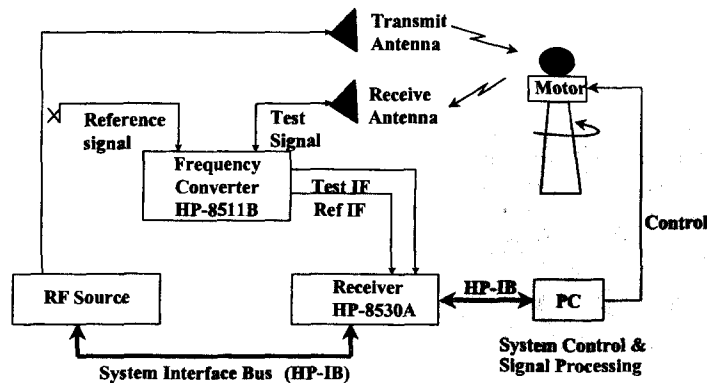 Transmit
Antenna
Receive
Antenna
Motor
Reference
signal
Test
Signal
Frequency
Converter
HP-8511B
Test IF
Ref IF
Control
RF Source
Receiver
HP-8530A
HP-IB
PC
System Control &
Signal Processing
System Interface Bus (HP-IB)